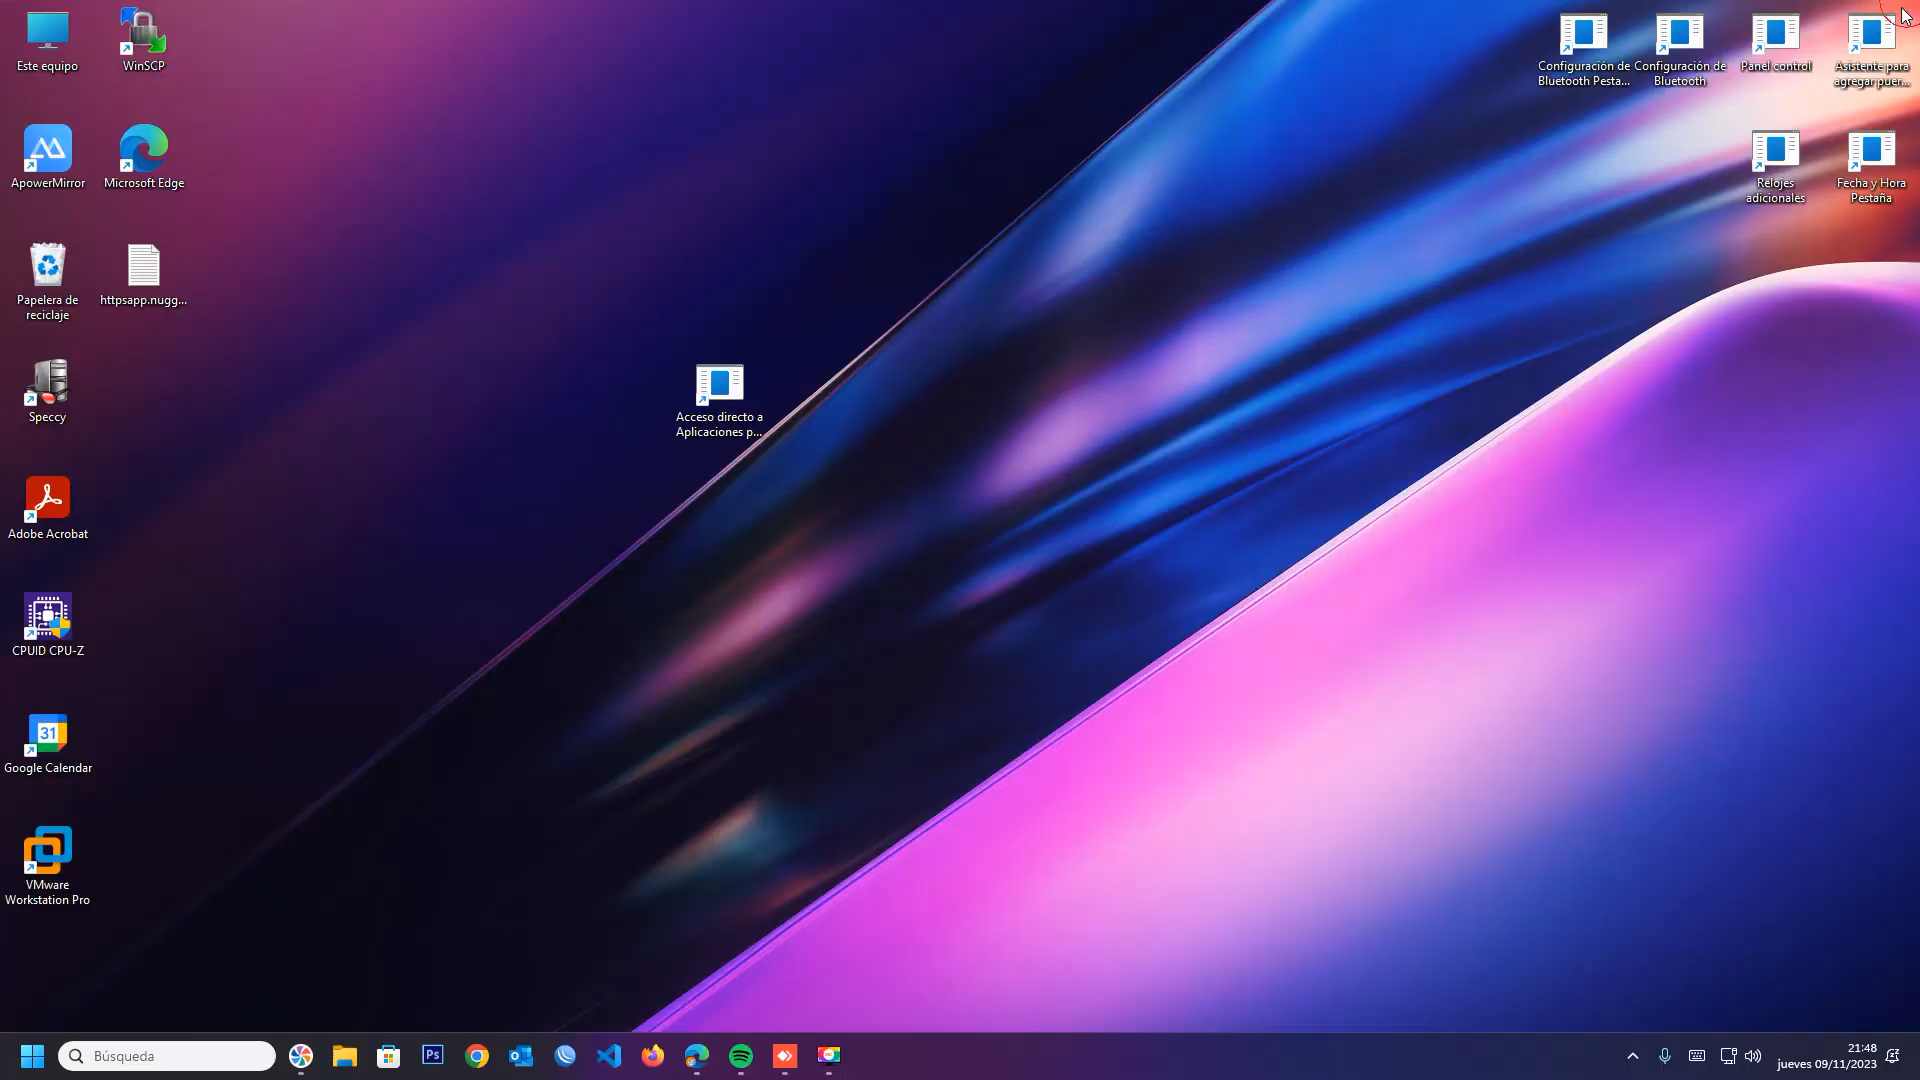 Este equipo
WinSCP
Configuración de
Bluetooth Pesta...
Configuración de
Bluetooth
Panel control
Asistente para
agregar puer...
ApowerMirror
Microsoft Edge
Relojes
adicionales
Fecha y Hora
Pestaña
Papelera de
reciclaje
httpsapp.nugg...
Speccy
Acceso directo a
Aplicaciones p...
Adobe Acrobat
CPUID CPU-Z
31
Google Calendar
VMware
Workstation Pro
Búsqueda
Ps
21:48
jueves 09/11/2023